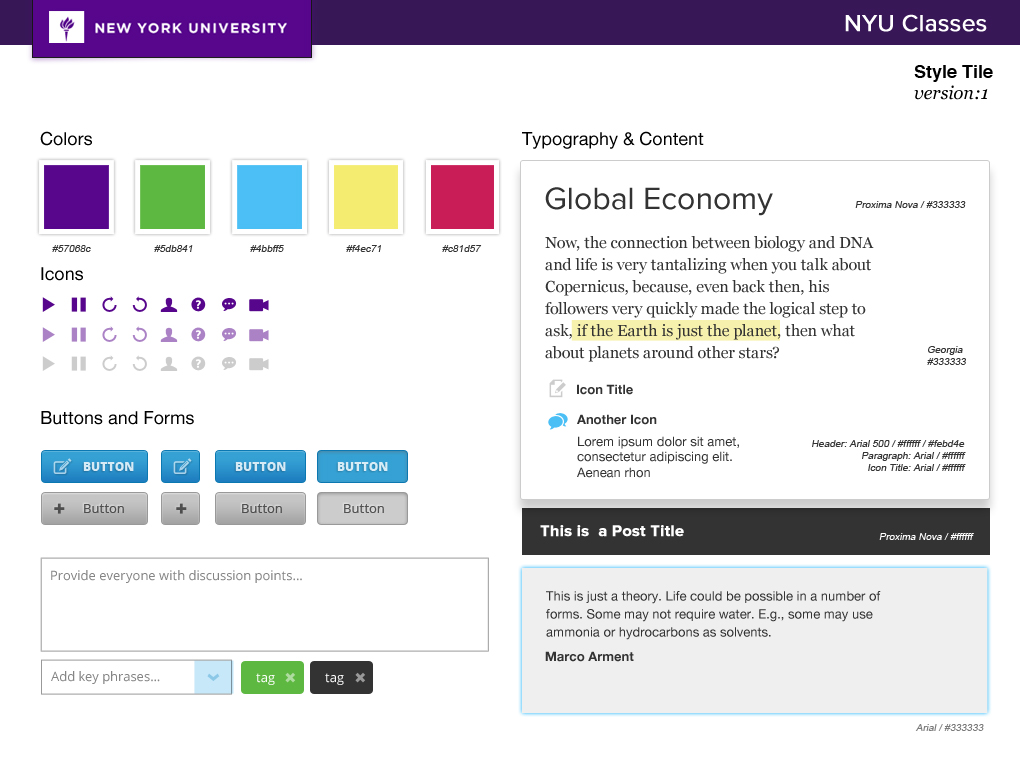 NEW YORK UNIVERSITY
NYU Classes
Style Tile
version:1
Colors
#57068c
#5db841
#4bbff5
#f4ec71
#c81d57
Icons
Buttons and Forms
BUTTON
BUTTON
BUTTON
Button
Button
Button
Provide everyone with discussion points...
Add key phrases...
tag
tag
Typography & Content
Global Economy
Proxima Nova / #333333
Now, the connection between biology and DNA
and life is very tantalizing when you talk about
Copernicus, because, even back then, his
followers very quickly made the logical step to
ask, if the Earth is just the planet, then what
about planets around other stars?
Georgia
#333333
Icon Title
Another Icon
Lorem ipsum dolor sit amet,
consectetur adipiscing elit.
Aenean rhon
Header: Arial 500 / #ffffff / #febd4e
Paragraph: Arial / #ffffff
Icon Title: Arial / #ffffff
This is a Post Title
Proxima Nova / #ffffff
This is just a theory. Life could be possible in a number of
forms. Some may not require water. E.g., some may use
ammonia or hydrocarbons as solvents.
Marco Arment
Arial / #333333